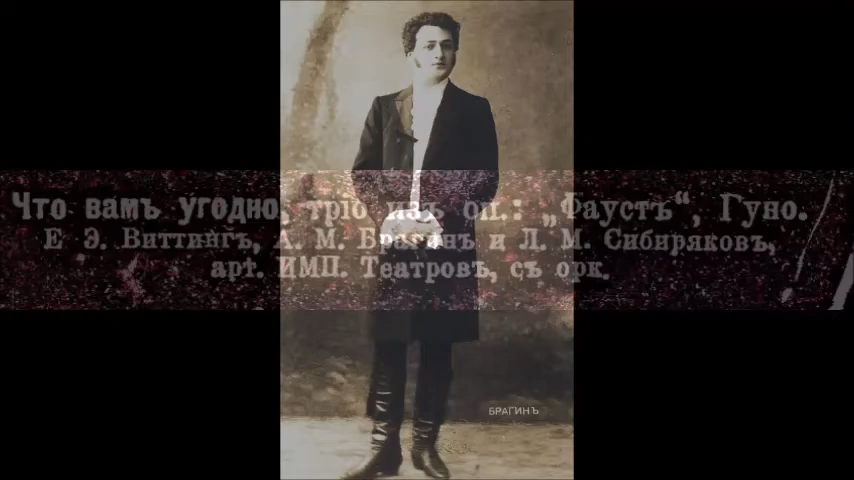 Что вамъ угодно, тріо изъ оп.: „Фаустъ“, Гуно.
Е Э. Виттингъ, А. М. Брагинъ и Л. М. Сибиряковъ,
арт. ИМП. Театровъ, съ орк.
БРАГИНЪ